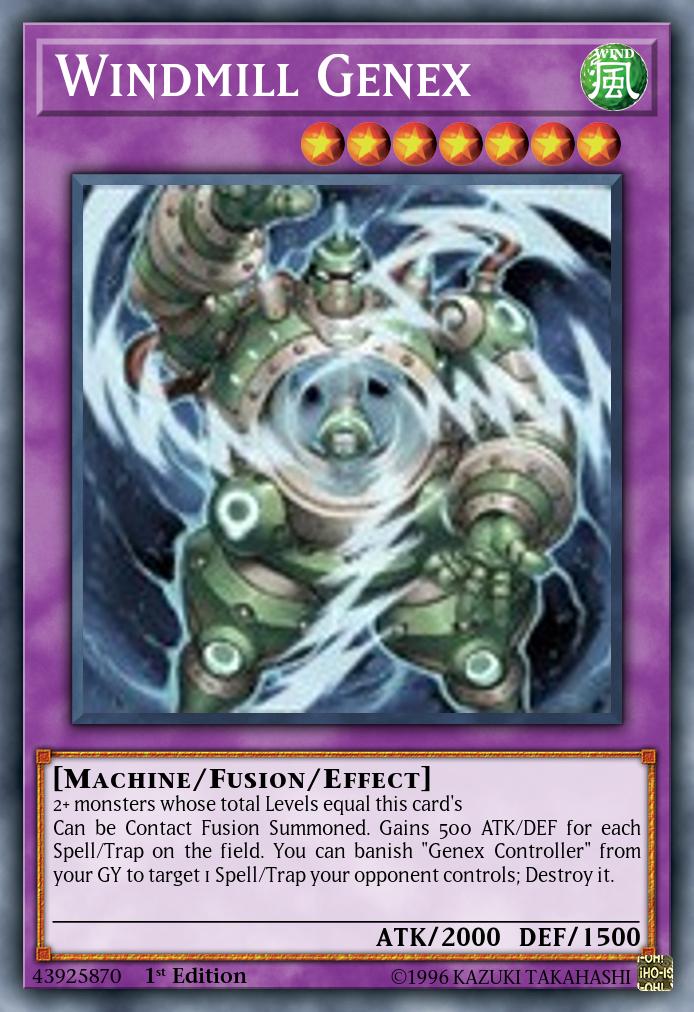 Windmill Genex
WIND
風
[Machine/Fusion/Effect]
2+ monsters whose total Levels equal this card's
Can be Contact Fusion Summoned. Gains 500 ATK/DEF for each
Spell/Trap on the field. You can banish "Genex Controller" from
your GY to target 1 Spell/Trap your opponent controls; Destroy it.
ATK/2000 DEF/1500
43925870 1st Edition ©1996 KAZUKI TAKAHASHI